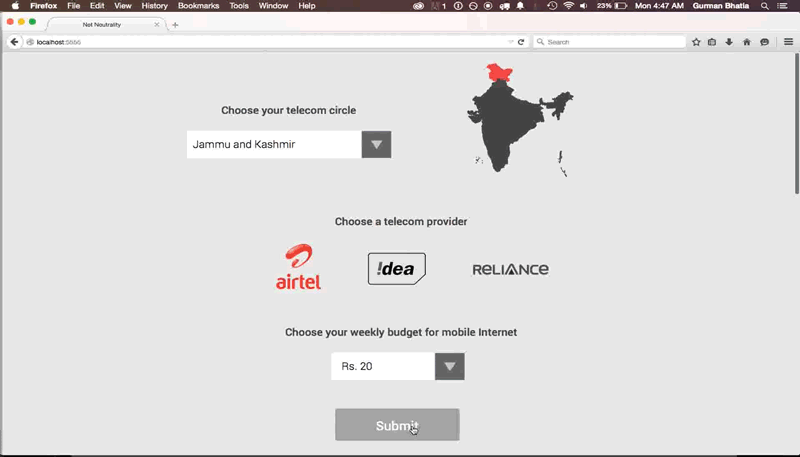 Firefox File Edit View History Bookmarks Tools Window Help 1 23% Mon 4:47 AM Gurman Bhatia
Net Neutrality
localhost:5555 Search
Choose your telecom circle
Jammu and Kashmir
Choose a telecom provider
airtel !dea RELIANCE
Choose your weekly budget for mobile Internet
Rs. 20
Submit